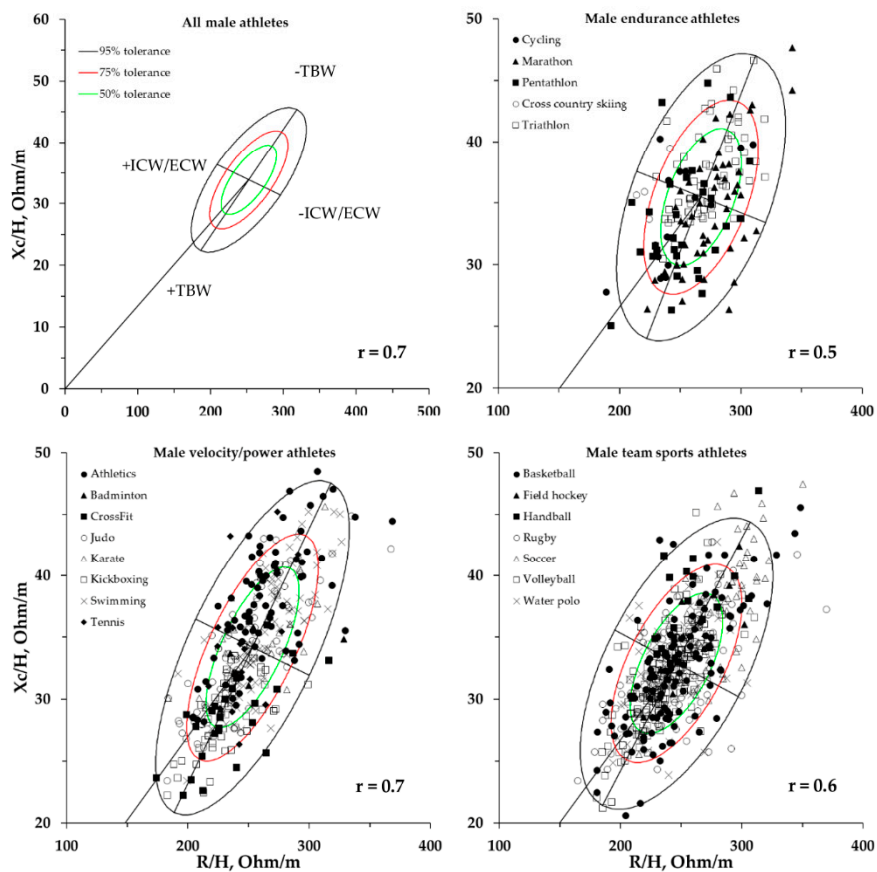 All male athletes
60
50
40
30
20
10
0
Xc/H, Ohm/m
95% tolerance
75% tolerance
50% tolerance
-TBW
+ICW/ECW
-ICW/ECW
+TBW
r = 0.7
0 100 200 300 400 500
Male endurance athletes
50
40
30
20
Cycling
Marathon
Pentathlon
Cross country skiing
Triathlon
r = 0.5
100 200 300 400
Male velocity/power athletes
50
40
30
20
Xc/H, Ohm/m
Athletics
Badminton
CrossFit
Judo
Karate
Kickboxing
Swimming
Tennis
r = 0.7
100 200 300 400
R/H, Ohm/m
Male team sports athletes
50
40
30
20
Basketball
Field hockey
Handball
Rugby
Soccer
Volleyball
Water polo
r = 0.6
100 200 300 400
R/H, Ohm/m